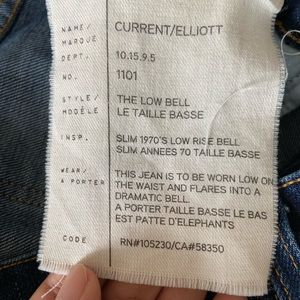 NAME/ CURRENT/ELLIOTT
MARQUE
DEPT. 10.15.9.5
NO. 1101
STYLE/ THE LOW BELL
MODÈLE LE TAILLE BASSE
INSP. SLIM 1970'S LOW RISE BELL
SLIM ANNEES 70 TAILLE BASSE
WEAR/ THIS JEAN IS TO BE WORN LOW ON
A PORTER THE WAIST AND FLARES INTO A
DRAMATIC BELL.
A PORTER TAILLE BASSE LE BAS
EST PATTE D'ELEPHANTS
CODE RN#105230/CA#58350